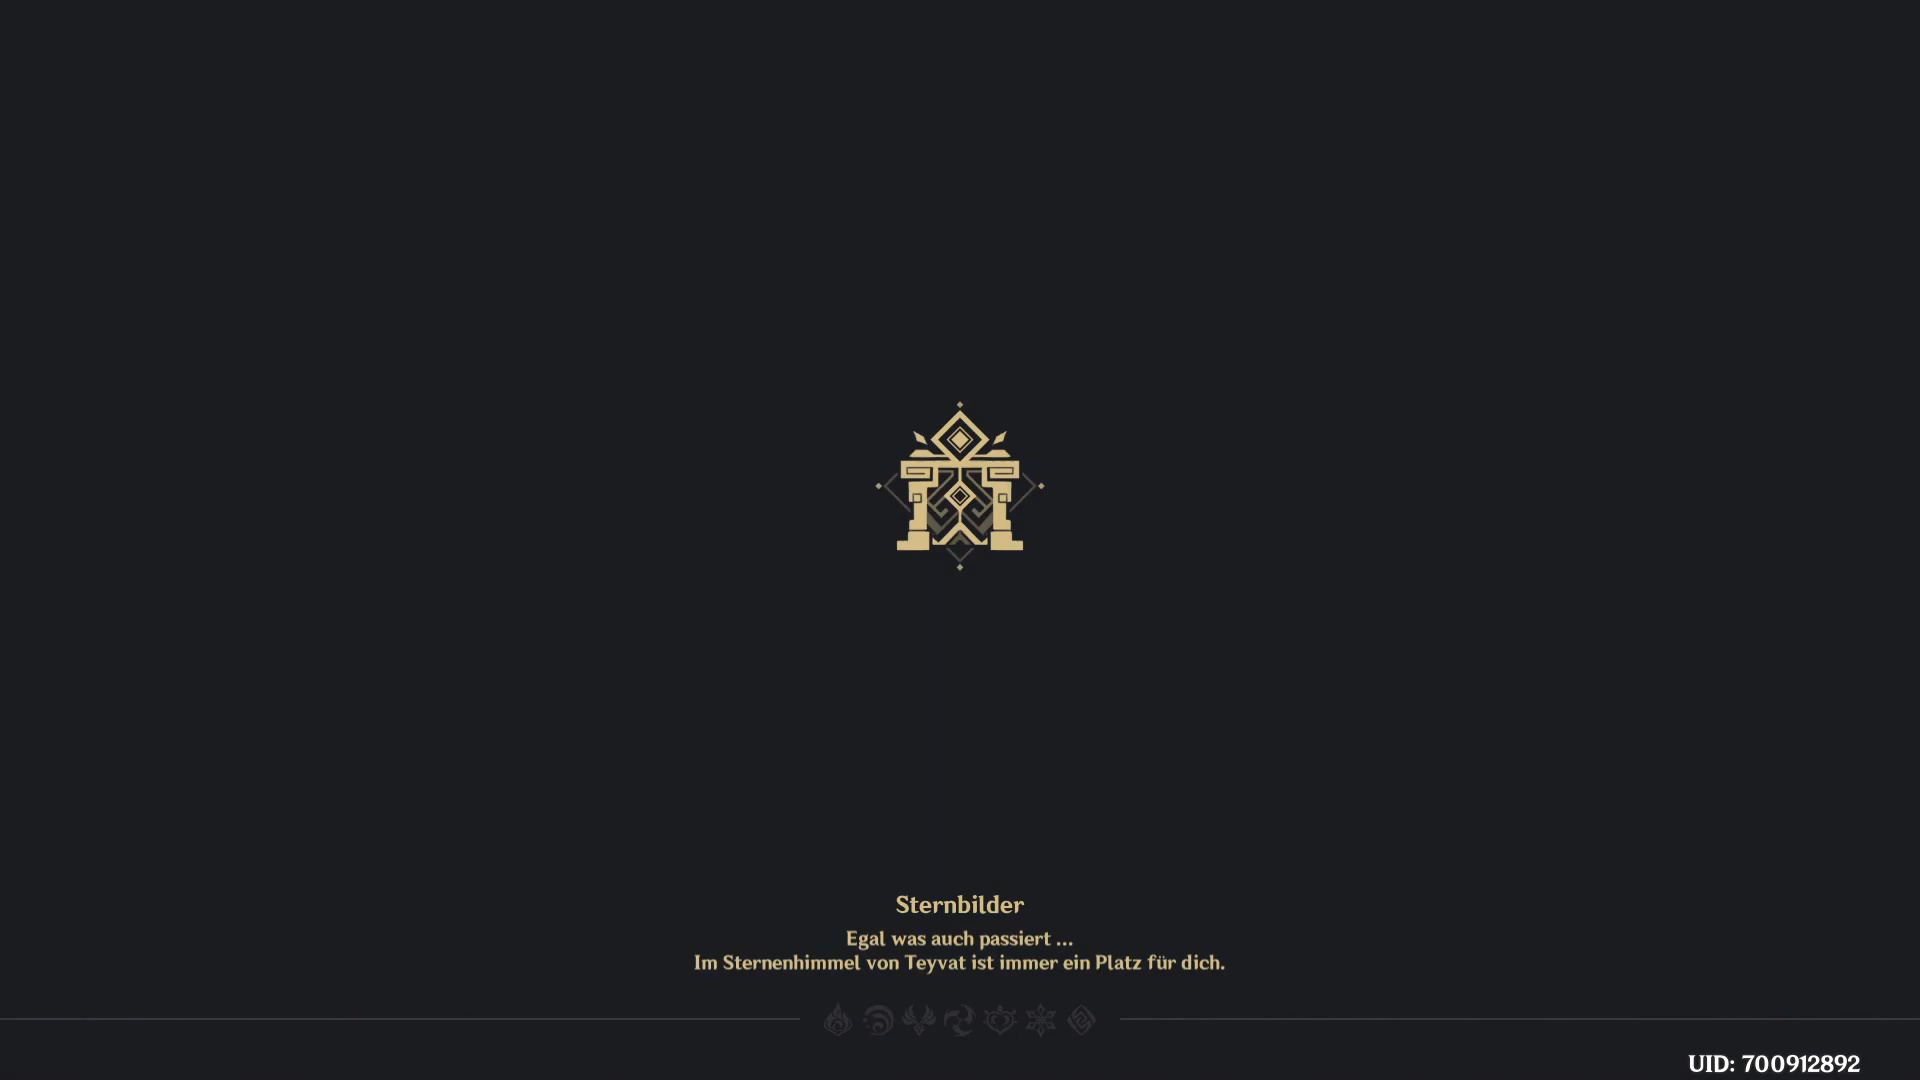 Sternbilder
Egal was auch passiert ...
Im Sternenhimmel von Teyvat ist immer ein Platz für dich.
UID: 700912892